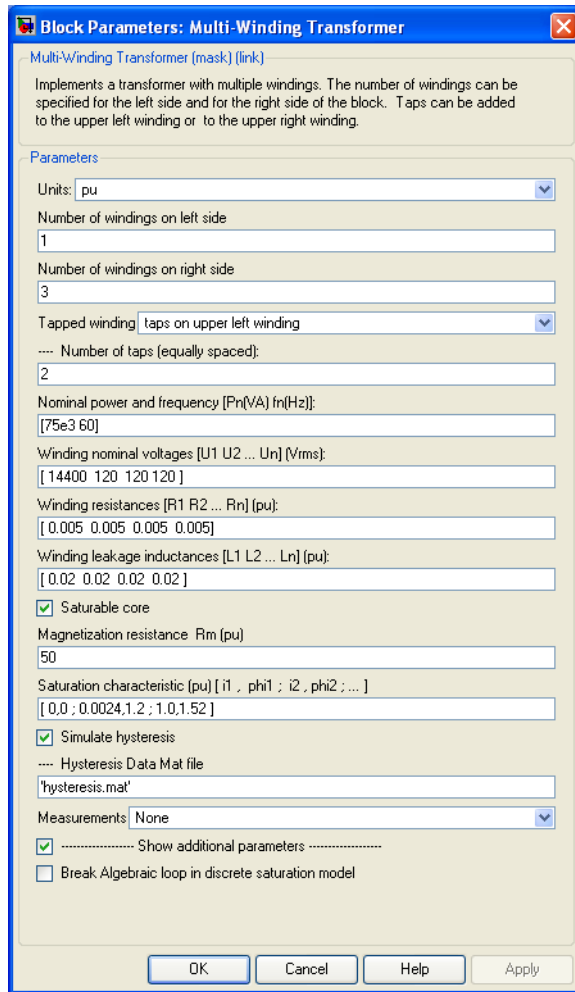 Block Parameters: Multi-Winding Transformer
Multi-Winding Transformer (mask) (link)
Implements a transformer with multiple windings. The number of windings can be
specified for the left side and for the right side of the block. Taps can be added
to the upper left winding or to the upper right winding.
Parameters
Units: pu
Number of windings on left side
1
Number of windings on right side
3
Tapped winding taps on upper left winding
---- Number of taps (equally spaced):
2
Nominal power and frequency [Pn(VA) fn(Hz)]:
[75e3 60]
Winding nominal voltages [U1 U2 ... Un] (Vrms):
[ 14400 120 120 120 ]
Winding resistances [R1 R2 ... Rn] (pu):
[ 0.005 0.005 0.005 0.005]
Winding leakage inductances [L1 L2 ... Ln] (pu):
[ 0.02 0.02 0.02 0.02 ]
Saturable core
Magnetization resistance Rm (pu)
50
Saturation characteristic (pu) [ i1 , phi1 ; i2 , phi2 ; ... ]
[ 0,0 ; 0.0024,1.2 ; 1.0,1.52 ]
Simulate hysteresis
---- Hysteresis Data Mat file
'hysteresis.mat'
Measurements None
------------------ Show additional parameters ------------------
Break Algebraic loop in discrete saturation model
OK Cancel Help Apply